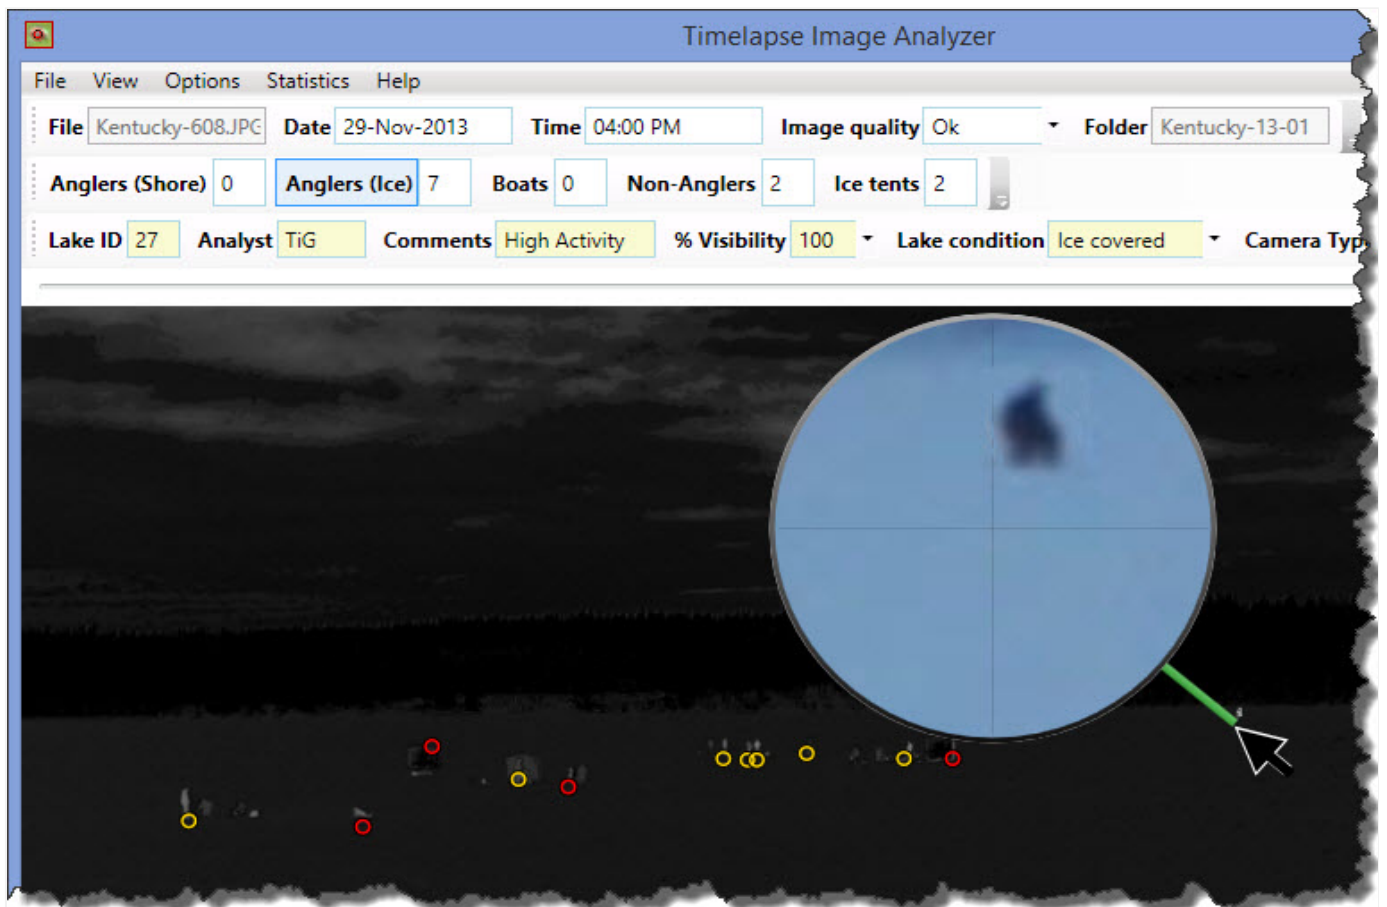 Timelapse Image Analyzer
File View Options Statistics Help
File Kentucky-608.JPG Date 29-Nov-2013 Time 04:00 PM Image quality Ok Folder Kentucky-13-01
Anglers (Shore) 0 Anglers (Ice) 7 Boats 0 Non-Anglers 2 Ice tents 2
Lake ID 27 Analyst TiG Comments High Activity % Visibility 100 Lake condition Ice covered Camera Typ